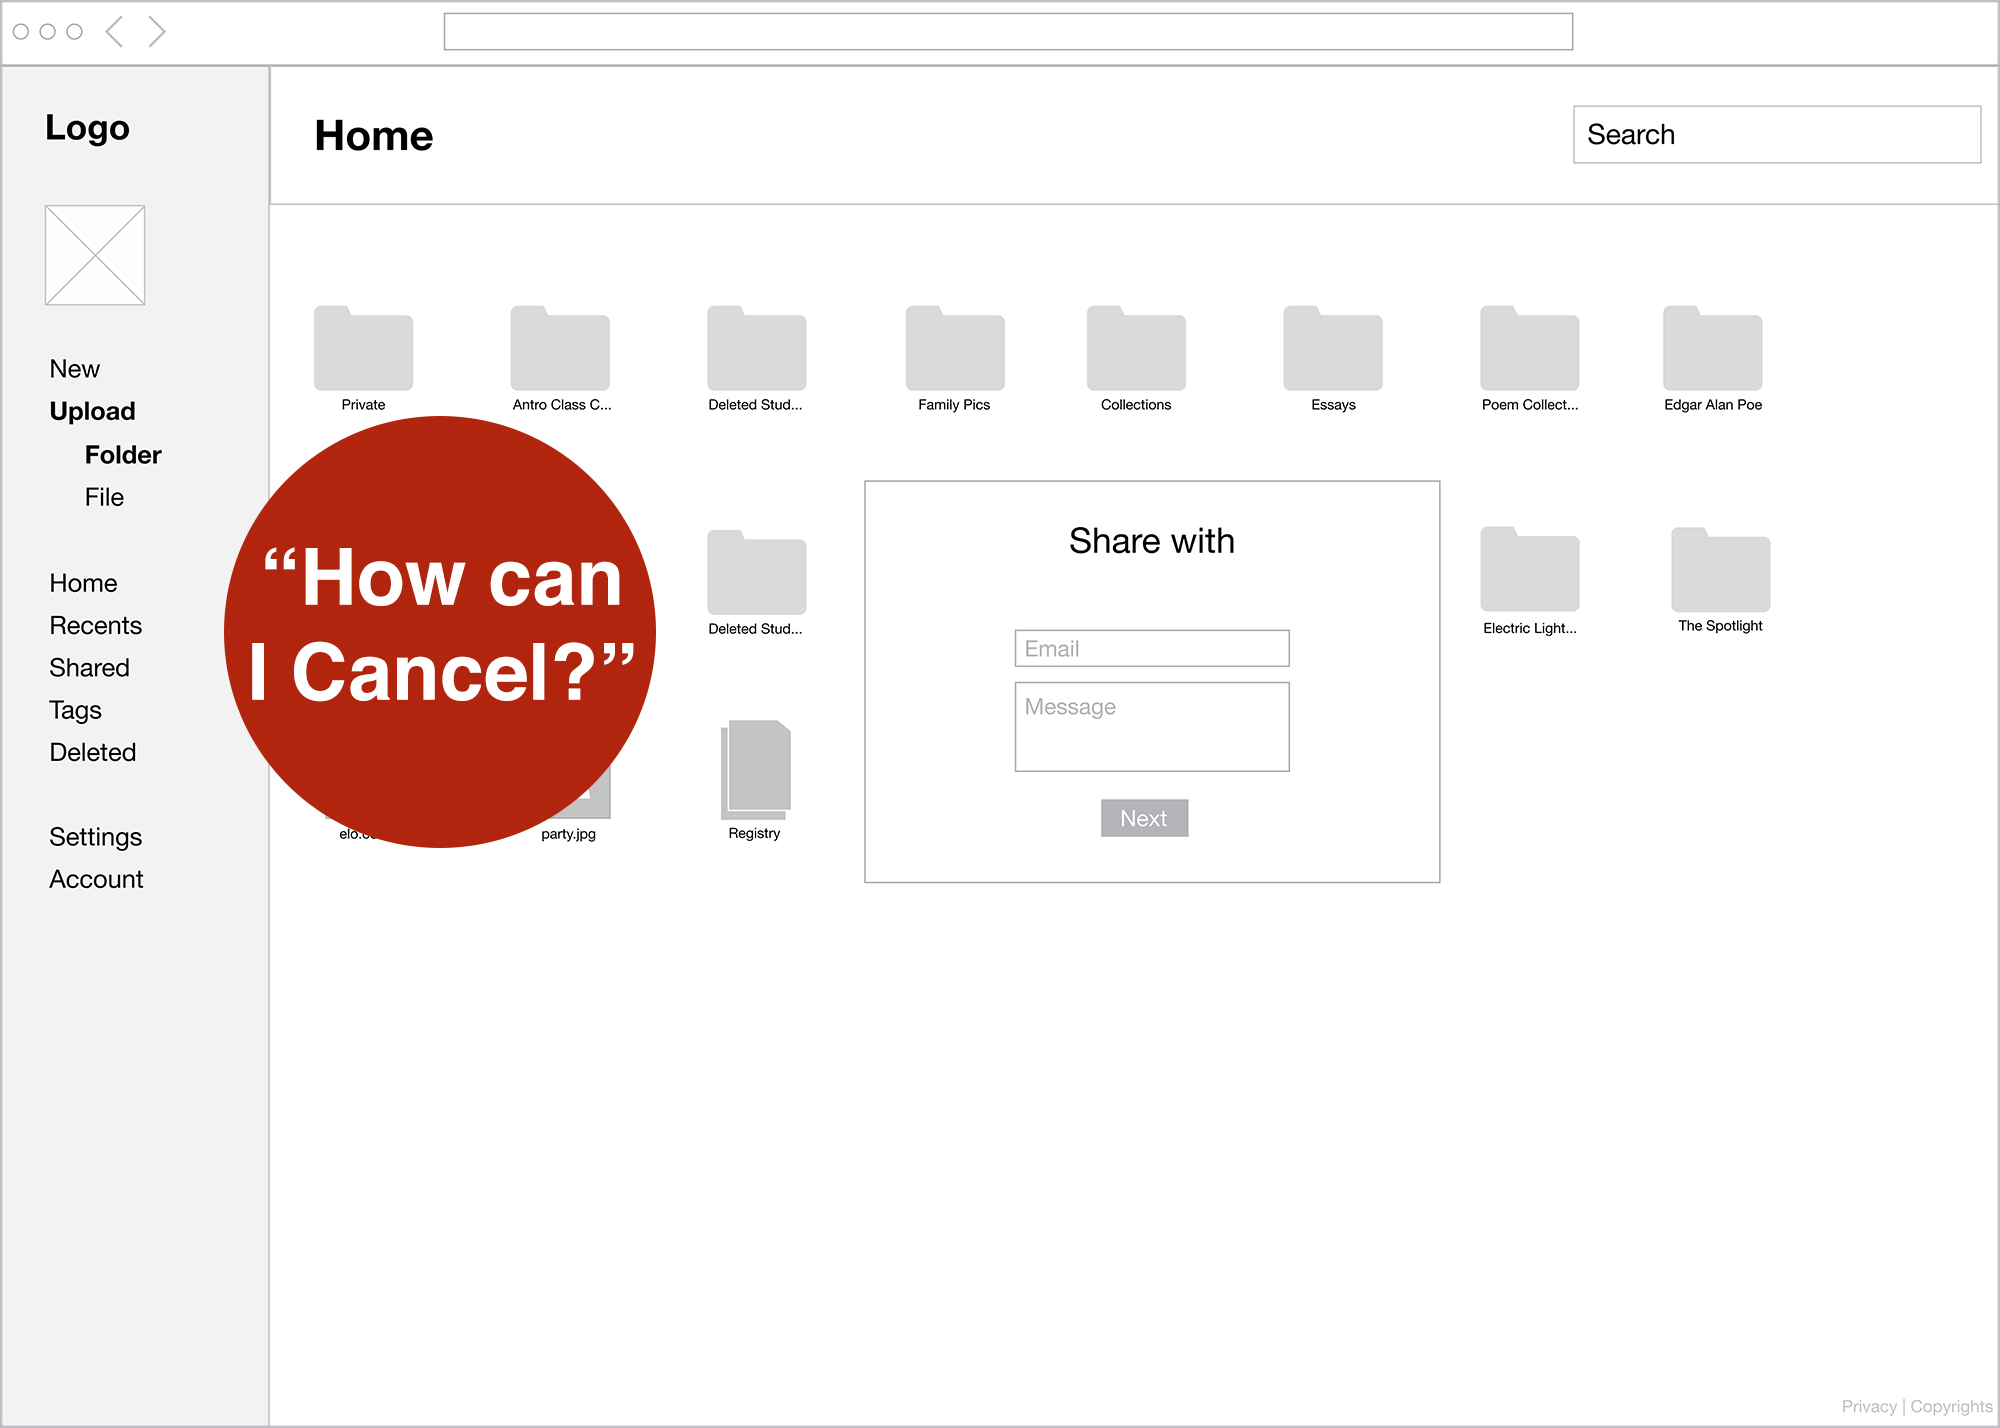 Logo
Home
Search
New
Upload
Folder
File
Home
Recents
Shared
Tags
Deleted
Settings
Account
Private
Antro Class C...
Deleted Stud...
Family Pics
Collections
Essays
Poem Collect...
Edgar Alan Poe
“How can
I Cancel?”
Deleted Stud...
Share with
Email
Message
Next
Electric Light...
The Spotlight
party.jpg
Registry
Privacy | Copyrights